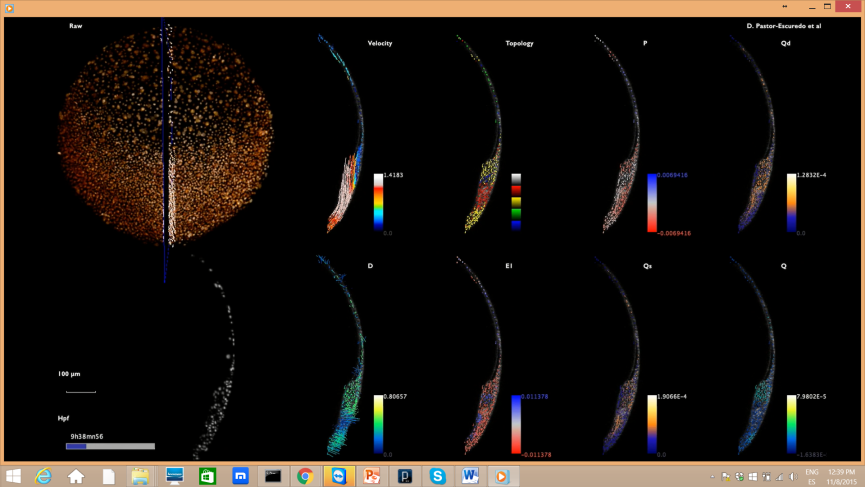 Raw
D. Pastor-Escuredo et al
Velocity
Topology
P
Qd
1.4183
0.0
0.0069416
-0.0069416
1.2832E-4
0.0
D
E1
Qs
Q
0.80657
0.0
0.011378
-0.011378
1.9066E-4
0.0
7.9802E-5
-1.6383E-5
100 µm
Hpf
9h38mn56
ENG
ES
12:39 PM
11/8/2015